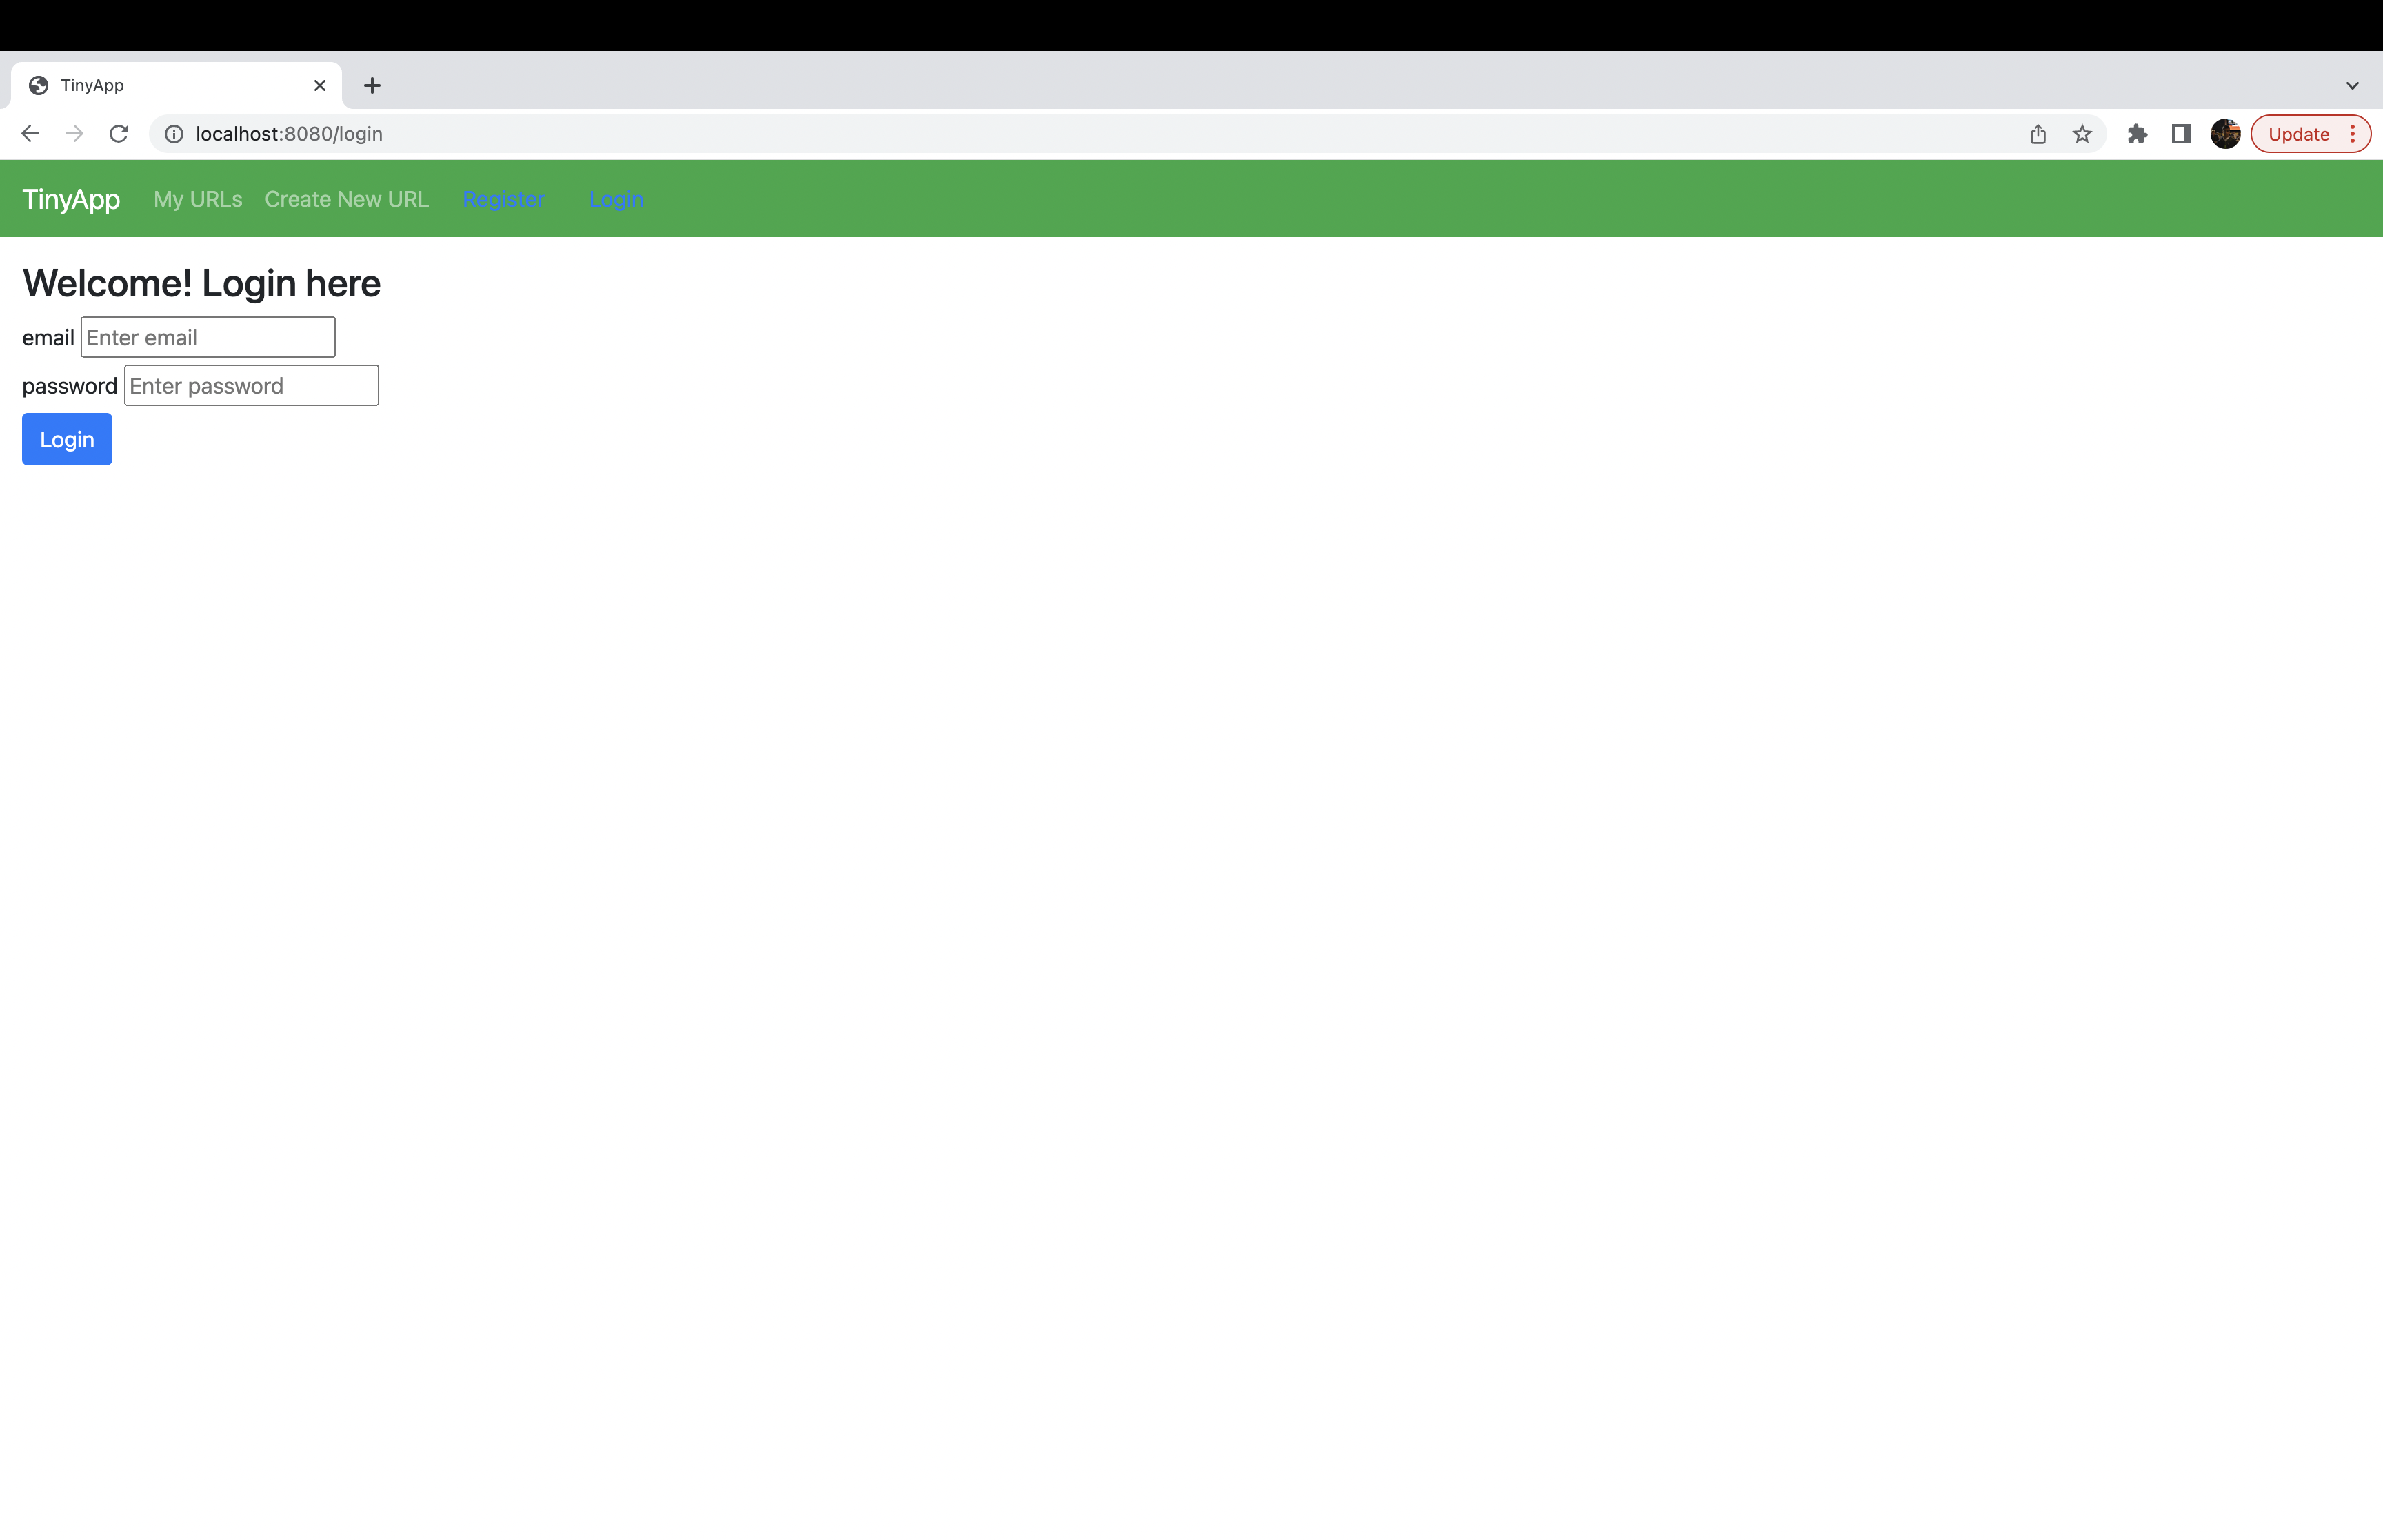 TinyApp
localhost:8080/login
Update
TinyApp My URLs Create New URL Register Login
Welcome! Login here
email Enter email
password Enter password
Login